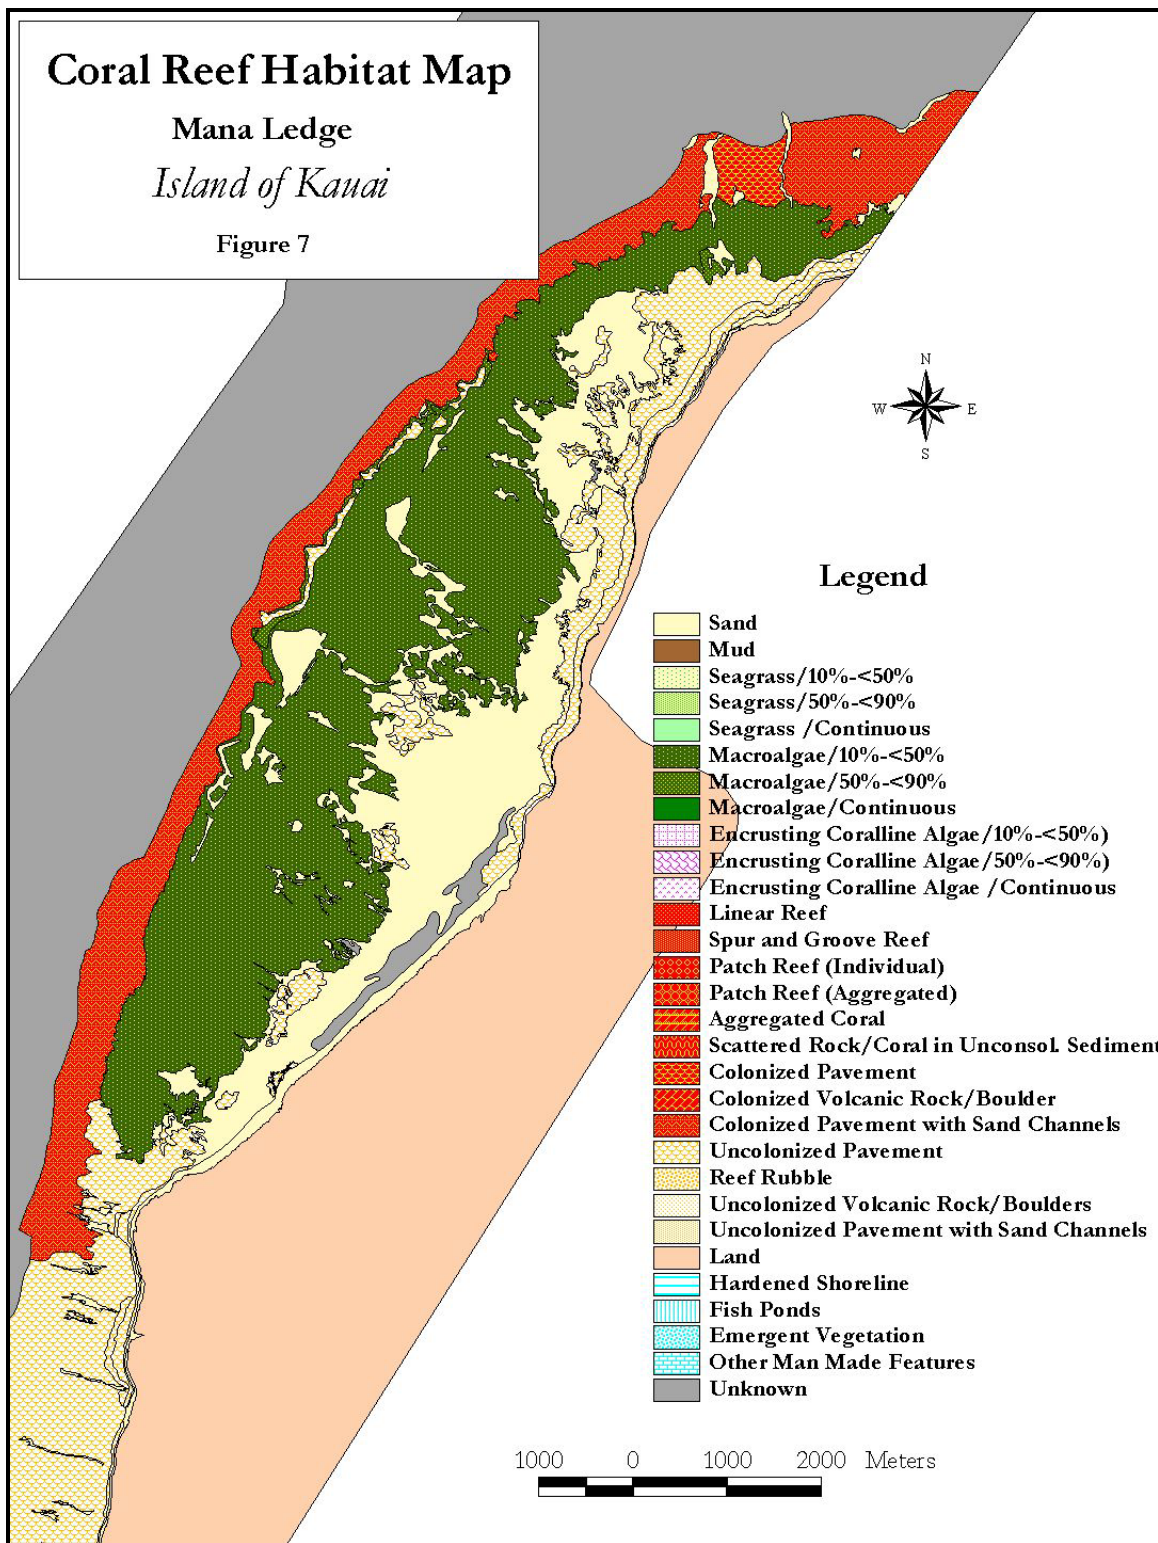 Coral Reef Habitat Map
Mana Ledge
Island of Kauai
Figure 7
N
W
E
S
Legend
Sand
Mud
Seagrass/10%-<50%
Seagrass/50%-<90%
Seagrass /Continuous
Macroalgae/10%-<50%
Macroalgae/50%-<90%
Macroalgae/Continuous
Encrusting Coralline Algae/10%-<50%)
Encrusting Coralline Algae/50%-<90%)
Encrusting Coralline Algae /Continuous
Linear Reef
Spur and Groove Reef
Patch Reef (Individual)
Patch Reef (Aggregated)
Aggregated Coral
Scattered Rock/Coral in Unconsol. Sediment
Colonized Pavement
Colonized Volcanic Rock/Boulder
Colonized Pavement with Sand Channels
Uncolonized Pavement
Reef Rubble
Uncolonized Volcanic Rock/Boulders
Uncolonized Pavement with Sand Channels
Land
Hardened Shoreline
Fish Ponds
Emergent Vegetation
Other Man Made Features
Unknown
1000 0 1000 2000 Meters